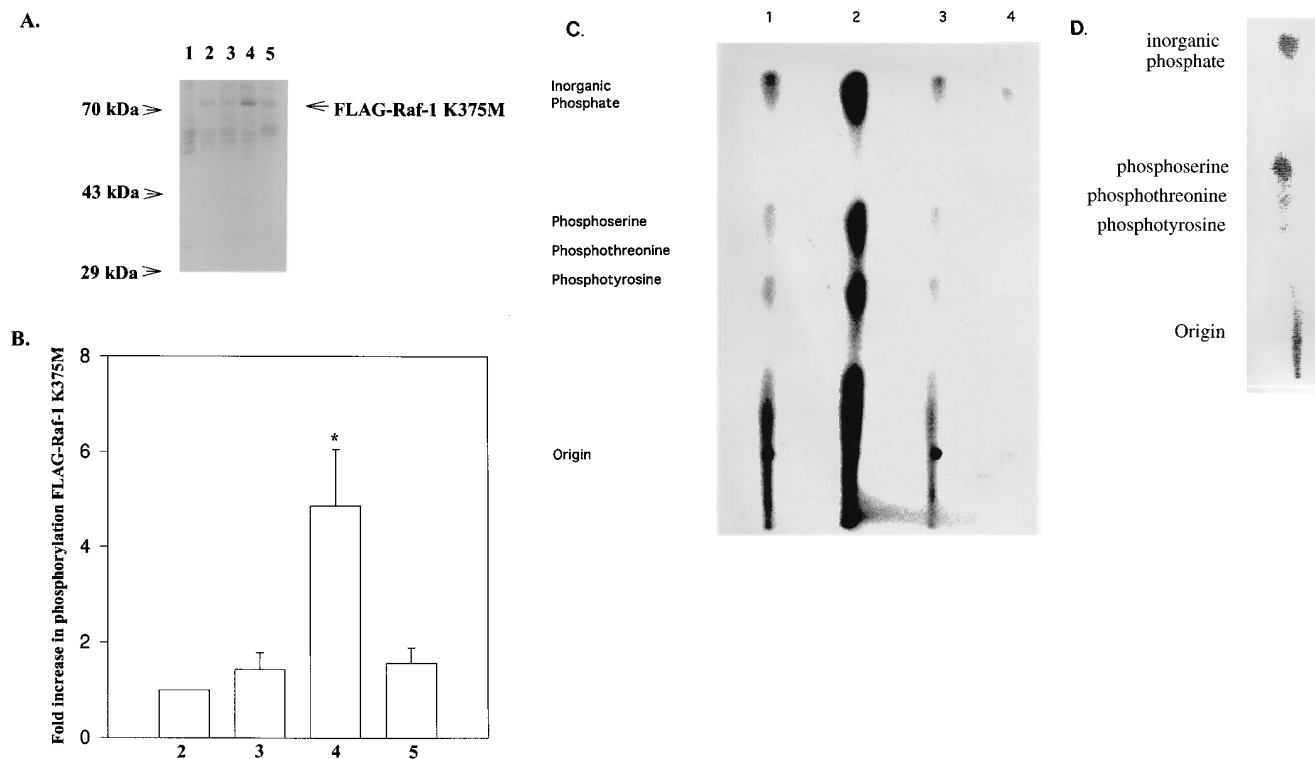 A.
1 2 3 4 5
70 kDa
FLAG-Raf-1 K375M
43 kDa
29 kDa
B.
Fold increase in phosphorylation FLAG-Raf-1 K375M
8
6
4
2
0
*
2 3 4 5
C.
1 2 3 4
Inorganic
Phosphate
Phosphoserine
Phosphothreonine
Phosphotyrosine
Origin
D.
inorganic
phosphate
phosphoserine
phosphothreonine
phosphotyrosine
Origin